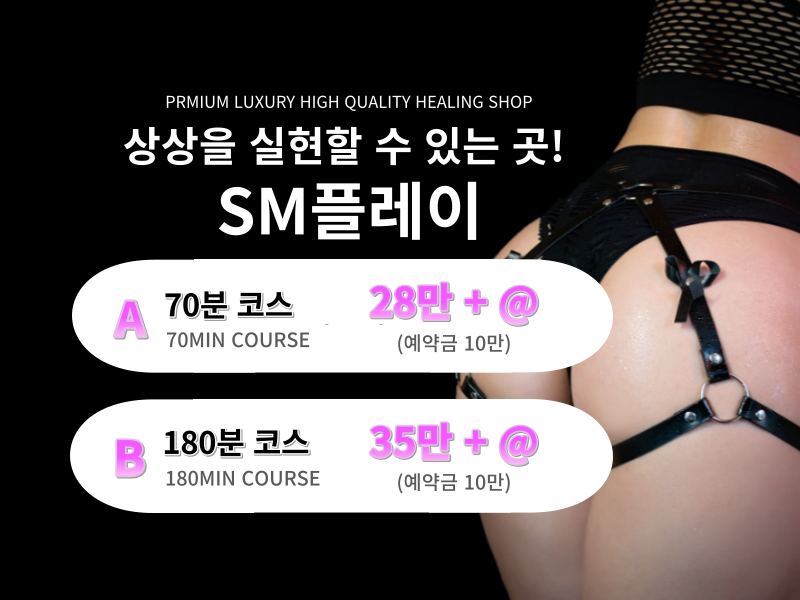 PRMIUM LUXURY HIGH QUALITY HEALING SHOP
상상을 실현할 수 있는 곳!
SM플레이
A
70분 코스
70MIN COURSE
28만 + @
(예약금 10만)
B
180분 코스
180MIN COURSE
35만 + @
(예약금 10만)